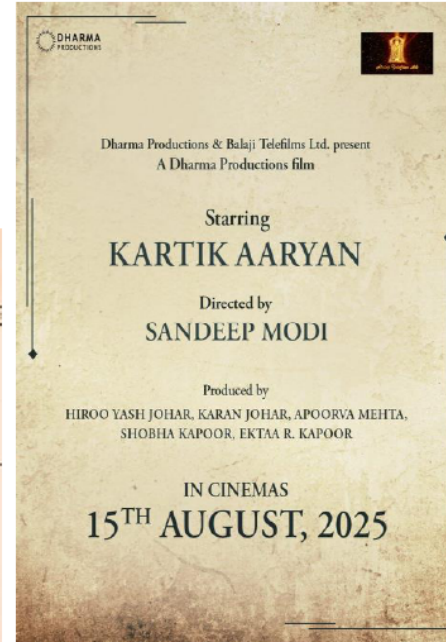 DHARMA
PRODUCTIONS
Dharma Productions & Balaji Telefilms Ltd. present
A Dharma Productions film
Starring
KARTIK AARYAN
Directed by
SANDEEP MODI
Produced by
HIROO YASH JOHAR, KARAN JOHAR, APOORVA MEHTA,
SHOBHA KAPOOR, EKTAA R. KAPOOR
IN CINEMAS
15TH AUGUST, 2025